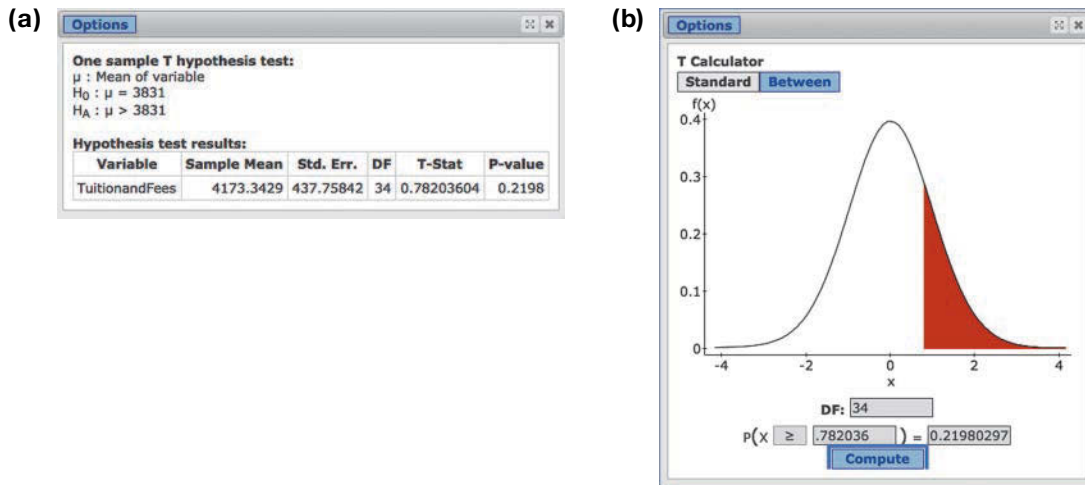 (a)
Options
One sample T hypothesis test:
μ : Mean of variable
H0 : μ = 3831
HA : μ > 3831
Hypothesis test results:
Variable Sample Mean Std. Err. DF T-Stat P-value
TuitionandFees 4173.3429 437.75842 34 0.78203604 0.2198
(b)
Options
T Calculator
Standard Between
f(x)
0.4
0.3
0.2
0.1
0
-4 -2 0 2 4
x
DF: 34
P(X ≥ .782036 ) = 0.21980297
Compute